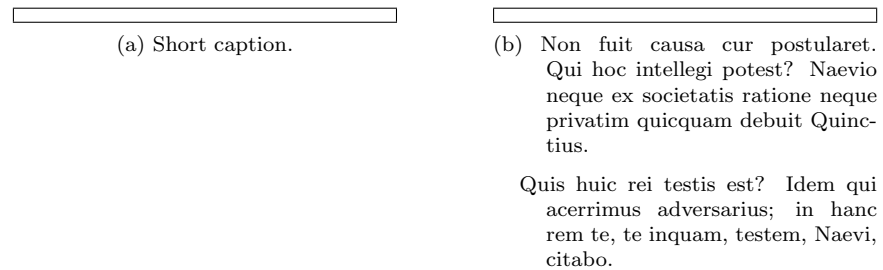 (a) Short caption.
(b) Non fuit causa cur postularet.
Qui hoc intellegi potest? Naevio
neque ex societatis ratione neque
privatim quicquam debuit Quinc-
tius.
Quis huic rei testis est? Idem qui
acerrimus adversarius; in hanc
rem te, te inquam, testem, Naevi,
citabo.